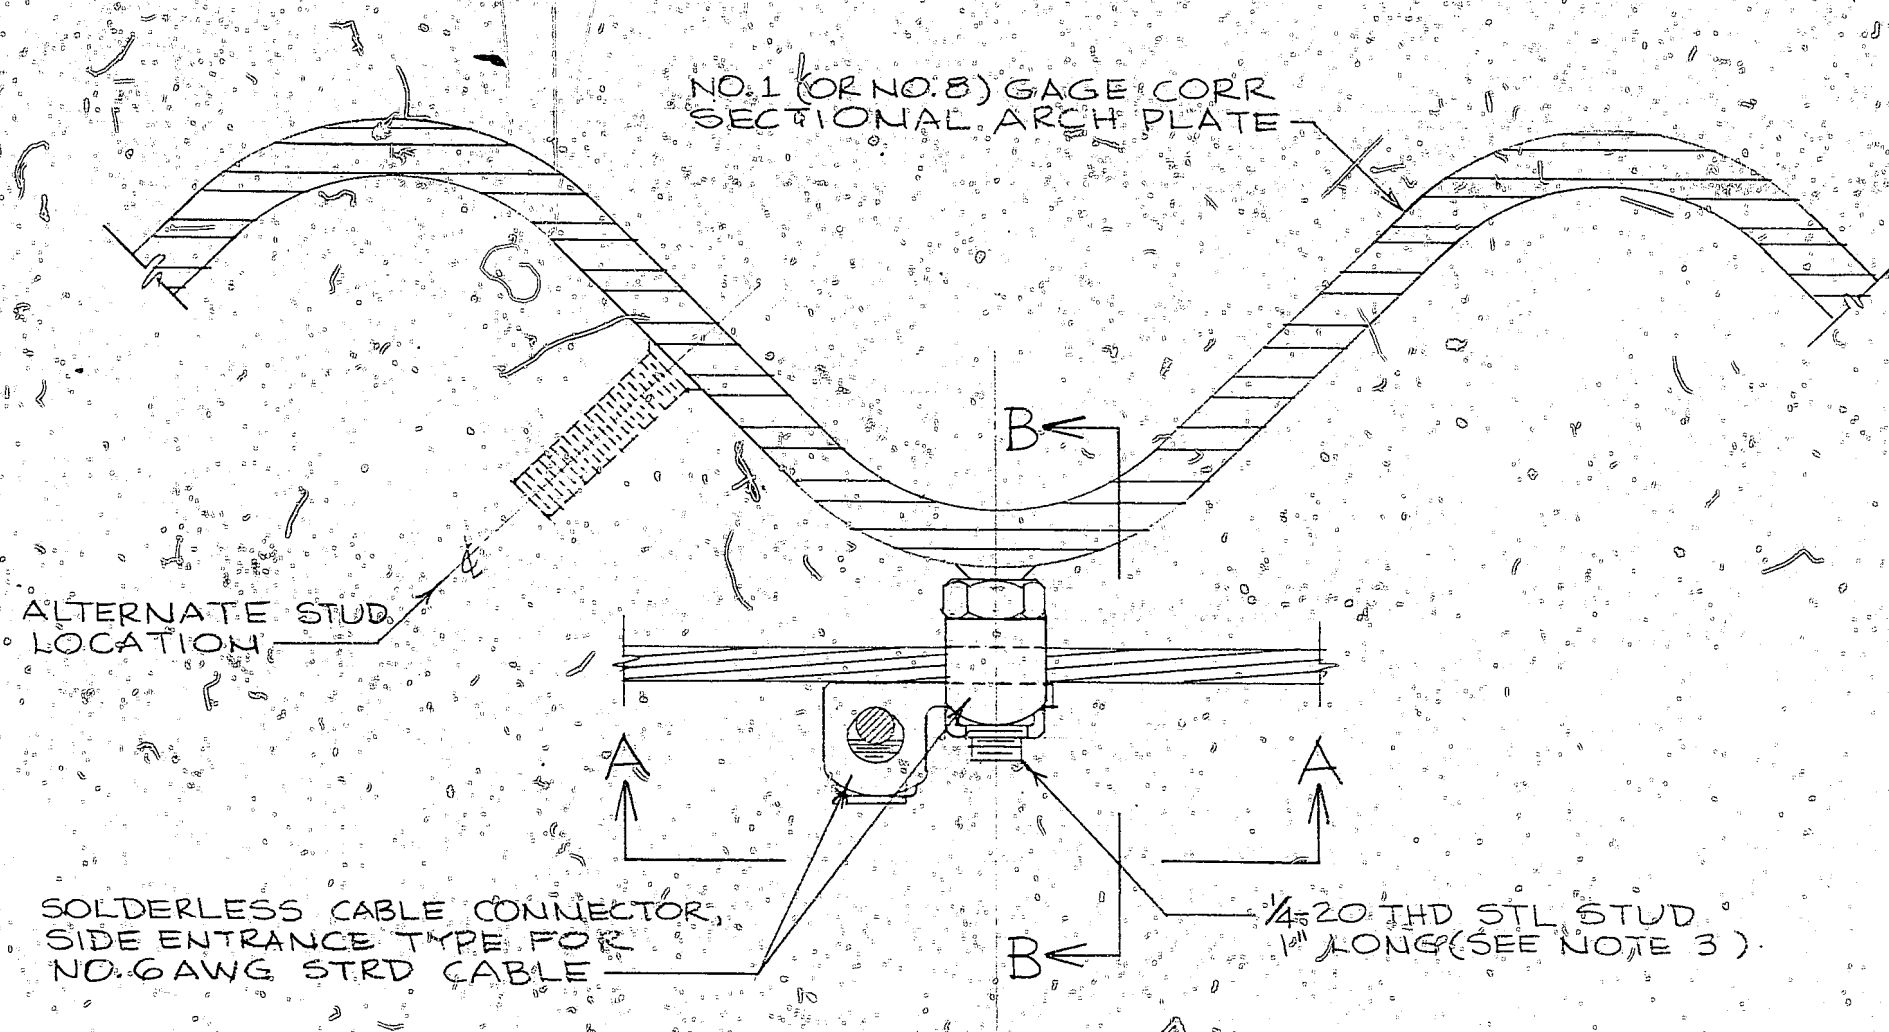 NO. 1 (OR NO. 8) GAGE CORR
SECTIONAL ARCH PLATE
B
ALTERNATE STUD
LOCATION
℄
A
A
SOLDERLESS CABLE CONNECTOR,
SIDE ENTRANCE TYPE FOR
NO. 6 AWG STRD CABLE
B
1/4-20 THD STL STUD
1" LONG (SEE NOTE 3)